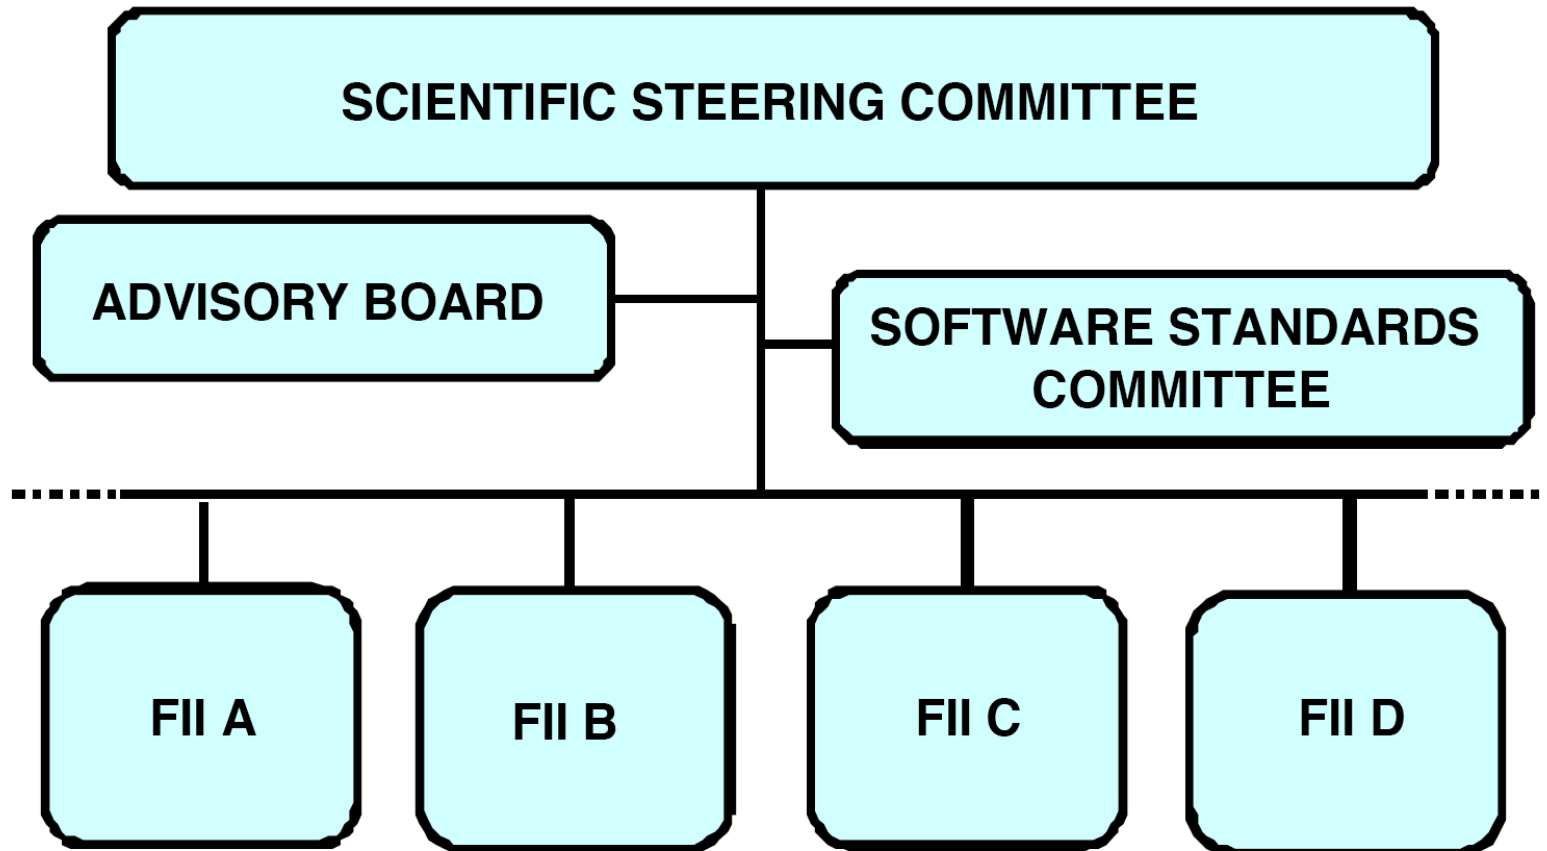 SCIENTIFIC STEERING COMMITTEE
ADVISORY BOARD
SOFTWARE STANDARDS
COMMITTEE
FII A
FII B
FII C
FII D